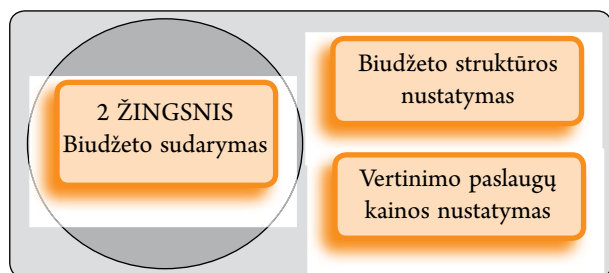 2 ŽINGSNIS
Biudžeto sudarymas
Biudžeto struktūros
nustatymas
Vertinimo paslaugų
kainos nustatymas